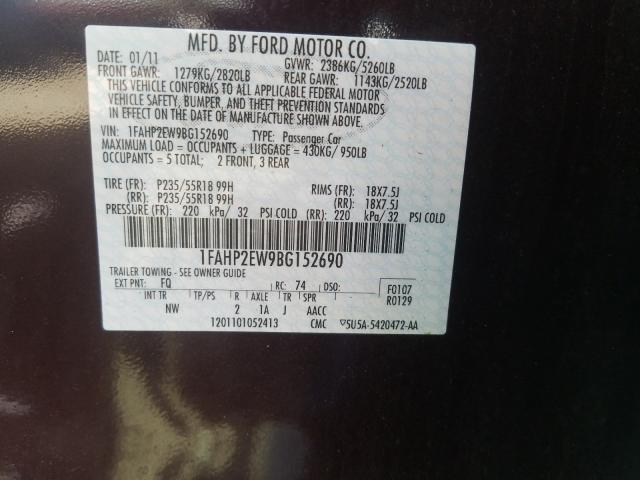 MFD. BY FORD MOTOR CO.
DATE: 01/11 GVWR: 2386KG/5260LB
FRONT GAWR: 1279KG/2820LB REAR GAWR: 1143KG/2520LB
THIS VEHICLE CONFORMS TO ALL APPLICABLE FEDERAL MOTOR
VEHICLE SAFETY, BUMPER, AND THEFT PREVENTION STANDARDS
IN EFFECT ON THE DATE OF MANUFACTURE SHOWN ABOVE.
VIN: 1FAHP2EW9BG152690 TYPE: Passenger Car
MAXIMUM LOAD = OCCUPANTS + LUGGAGE = 430KG/ 950LB
OCCUPANTS = 5 TOTAL; 2 FRONT, 3 REAR
TIRE (FR): P235/55R18 99H RIMS (FR): 18X7.5J
(RR): P235/55R18 99H (RR): 18X7.5J
PRESSURE (FR): 220 kPa/ 32 PSI COLD (RR): 220 kPa/ 32 PSI COLD
1FAHP2EW9BG152690
TRAILER TOWING - SEE OWNER GUIDE
EXT PNT: FQ RC: 74 DSO: F0107
INT TR TP/PS R AXLE TR SPR R0129
NW 2 1A J AACC
1201101052413 CMC 5U5A-5420472-AA